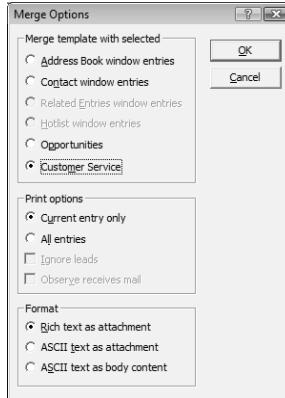 Merge Options
Merge template with selected
Address Book window entries
Contact window entries
Related Entries window entries
Hotlist window entries
Opportunities
Customer Service
OK
Cancel
Print options
Current entry only
All entries
Ignore leads
Observe receives mail
Format
Rich text as attachment
ASCII text as attachment
ASCII text as body content